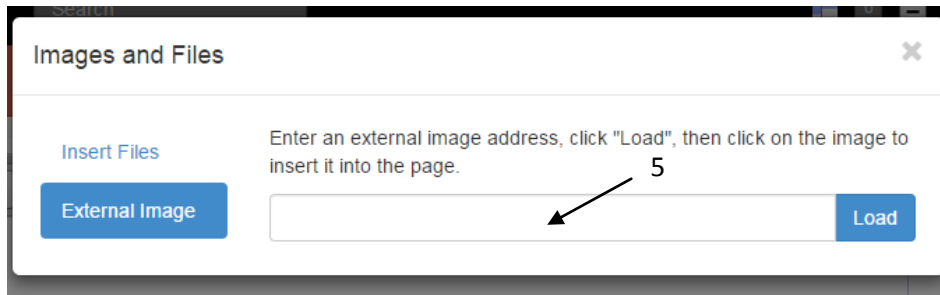 Search
0
Images and Files
×
Insert Files
Enter an external image address, click "Load", then click on the image to
insert it into the page.
5
External Image
Load